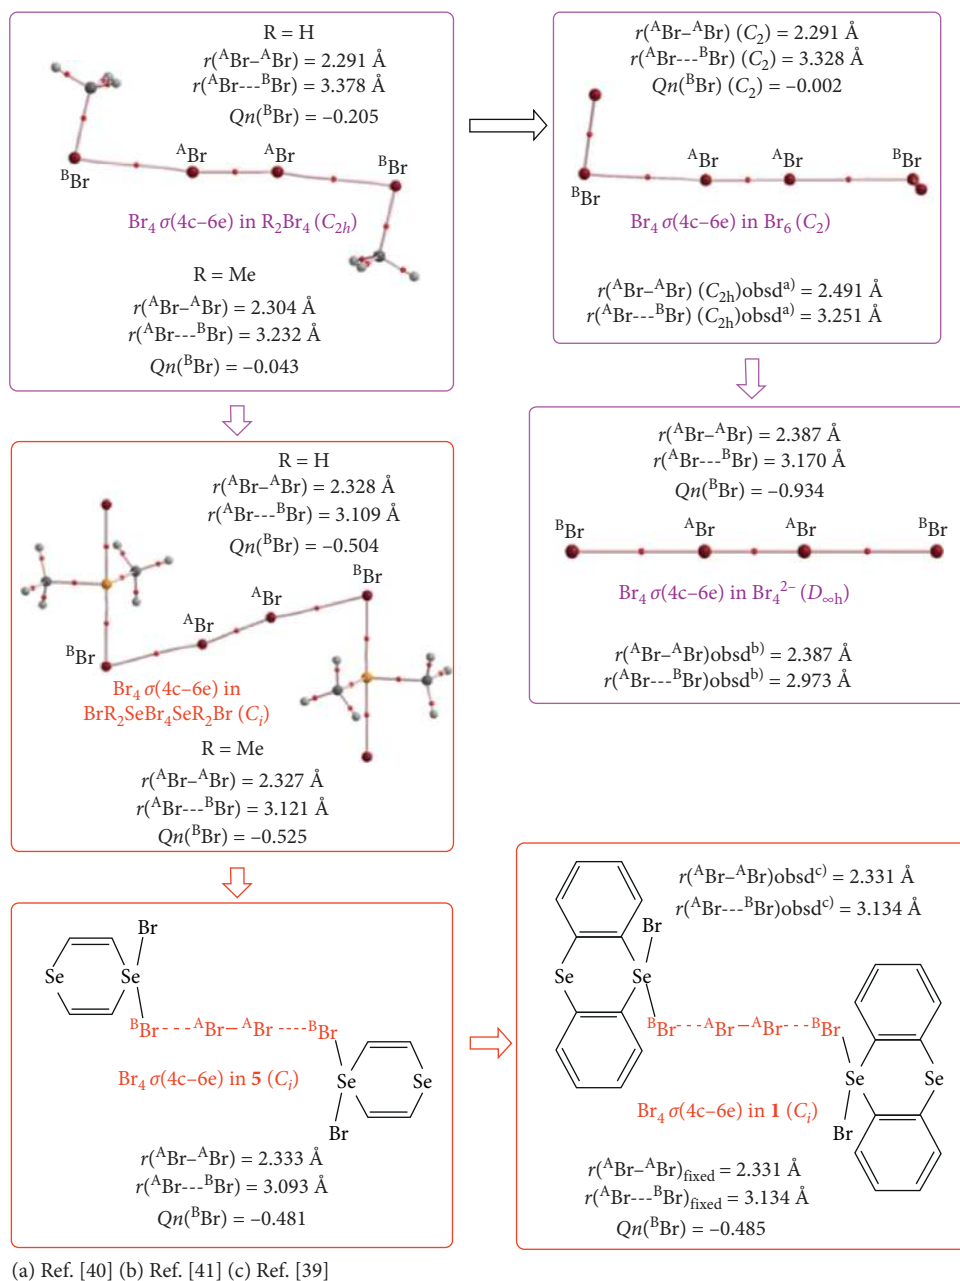 R = H
r(ᴬBr–ᴬBr) = 2.291 Å
r(ᴬBr---ᴮBr) = 3.378 Å
Qn(ᴮBr) = –0.205
ᴮBr
ᴬBr
ᴬBr
ᴮBr
Br₄ σ(4c–6e) in R₂Br₄ (C₂ₕ)
R = Me
r(ᴬBr–ᴬBr) = 2.304 Å
r(ᴬBr---ᴮBr) = 3.232 Å
Qn(ᴮBr) = –0.043
r(ᴬBr–ᴬBr) (C₂) = 2.291 Å
r(ᴬBr---ᴮBr) (C₂) = 3.328 Å
Qn(ᴮBr) (C₂) = –0.002
ᴮBr
ᴬBr
ᴬBr
ᴮBr
Br₄ σ(4c–6e) in Br₆ (C₂)
r(ᴬBr–ᴬBr) (C₂ₕ)obsdᵃ⁾ = 2.491 Å
r(ᴬBr---ᴮBr) (C₂ₕ)obsdᵃ⁾ = 3.251 Å
r(ᴬBr–ᴬBr) = 2.387 Å
r(ᴬBr---ᴮBr) = 3.170 Å
Qn(ᴮBr) = –0.934
ᴮBr ᴬBr ᴬBr ᴮBr
Br₄ σ(4c–6e) in Br₄²⁻ (D∞ₕ)
r(ᴬBr–ᴬBr)obsdᵇ⁾ = 2.387 Å
r(ᴬBr---ᴮBr)obsdᵇ⁾ = 2.973 Å
R = H
r(ᴬBr–ᴬBr) = 2.328 Å
r(ᴬBr---ᴮBr) = 3.109 Å
Qn(ᴮBr) = –0.504
ᴮBr
ᴬBr
ᴬBr
ᴮBr
Br₄ σ(4c–6e) in
BrR₂SeBr₄SeR₂Br (Cᵢ)
R = Me
r(ᴬBr–ᴬBr) = 2.327 Å
r(ᴬBr---ᴮBr) = 3.121 Å
Qn(ᴮBr) = –0.525
Br
Se Se
ᴮBr---ᴬBr–ᴬBr----ᴮBr
Se Se
Br
Br₄ σ(4c–6e) in 5 (Cᵢ)
r(ᴬBr–ᴬBr) = 2.333 Å
r(ᴬBr---ᴮBr) = 3.093 Å
Qn(ᴮBr) = –0.481
r(ᴬBr–ᴬBr)obsdᶜ⁾ = 2.331 Å
r(ᴬBr---ᴮBr)obsdᶜ⁾ = 3.134 Å
Br
Se Se
ᴮBr---ᴬBr–ᴬBr---ᴮBr
Se Se
Br
Br₄ σ(4c–6e) in 1 (Cᵢ)
r(ᴬBr–ᴬBr)fixed = 2.331 Å
r(ᴬBr---ᴮBr)fixed = 3.134 Å
Qn(ᴮBr) = –0.485
(a) Ref. [40] (b) Ref. [41] (c) Ref. [39]